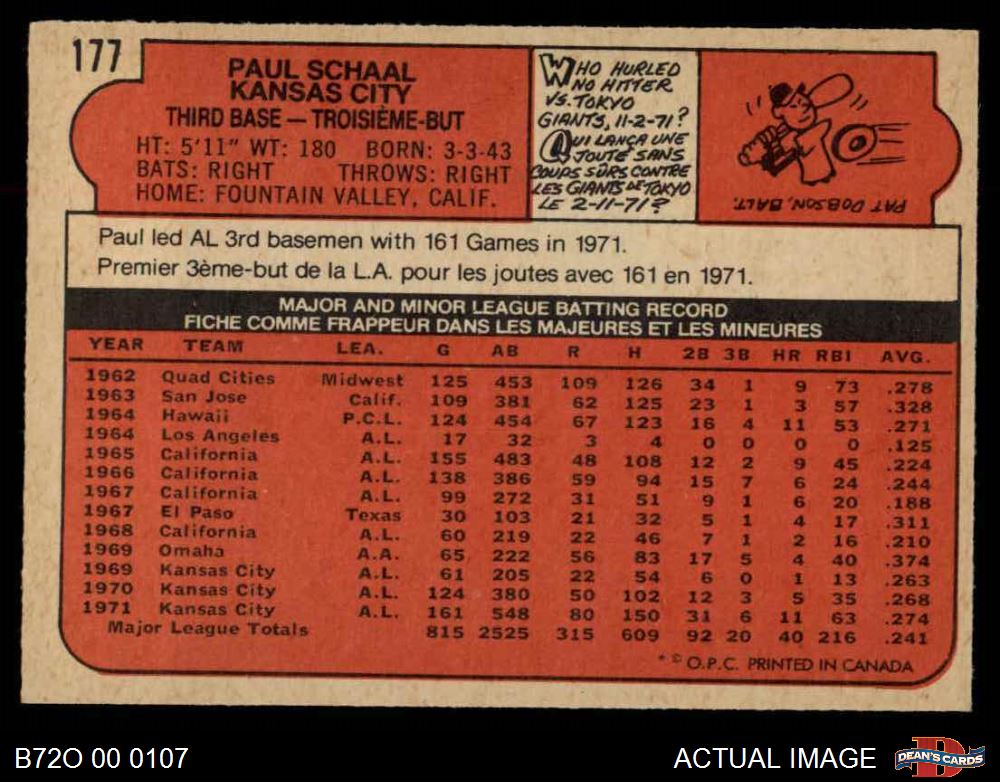 177
PAUL SCHAAL
KANSAS CITY
THIRD BASE — TROISIÈME-BUT
HT: 5'11" WT: 180 BORN: 3-3-43
BATS: RIGHT THROWS: RIGHT
HOME: FOUNTAIN VALLEY, CALIF.
WHO HURLED
NO HITTER
VS. TOKYO
GIANTS, 11-2-71?
QUI LANÇA UNE
JOUTE SANS
COUPS SÛRS CONTRE
LES GIANTS DE TOKYO
LE 2-11-71?
PAT DOBSON, BALT.
Paul led AL 3rd basemen with 161 Games in 1971.
Premier 3ème-but de la L.A. pour les joutes avec 161 en 1971.
MAJOR AND MINOR LEAGUE BATTING RECORD
FICHE COMME FRAPPEUR DANS LES MAJEURES ET LES MINEURES
YEAR TEAM LEA. G AB R H 2B 3B HR RBI AVG.
1962 Quad Cities Midwest 125 453 109 126 34 1 9 73 .278
1963 San Jose Calif. 109 381 62 125 23 1 3 57 .328
1964 Hawaii P.C.L. 124 454 67 123 16 4 11 53 .271
1964 Los Angeles A.L. 17 32 3 4 0 0 0 0 .125
1965 California A.L. 155 483 48 108 12 2 9 45 .224
1966 California A.L. 138 386 59 94 15 7 6 24 .244
1967 California A.L. 99 272 31 51 9 1 6 20 .188
1967 El Paso Texas 30 103 21 32 5 1 4 17 .311
1968 California A.L. 60 219 22 46 7 1 2 16 .210
1969 Omaha A.A. 65 222 56 83 17 5 4 40 .374
1969 Kansas City A.L. 61 205 22 54 6 0 1 13 .263
1970 Kansas City A.L. 124 380 50 102 12 3 5 35 .268
1971 Kansas City A.L. 161 548 80 150 31 6 11 63 .274
Major League Totals 815 2525 315 609 92 20 40 216 .241
* © O.P.C. PRINTED IN CANADA
B72O 00 0107
ACTUAL IMAGE
D
DEAN'S CARDS